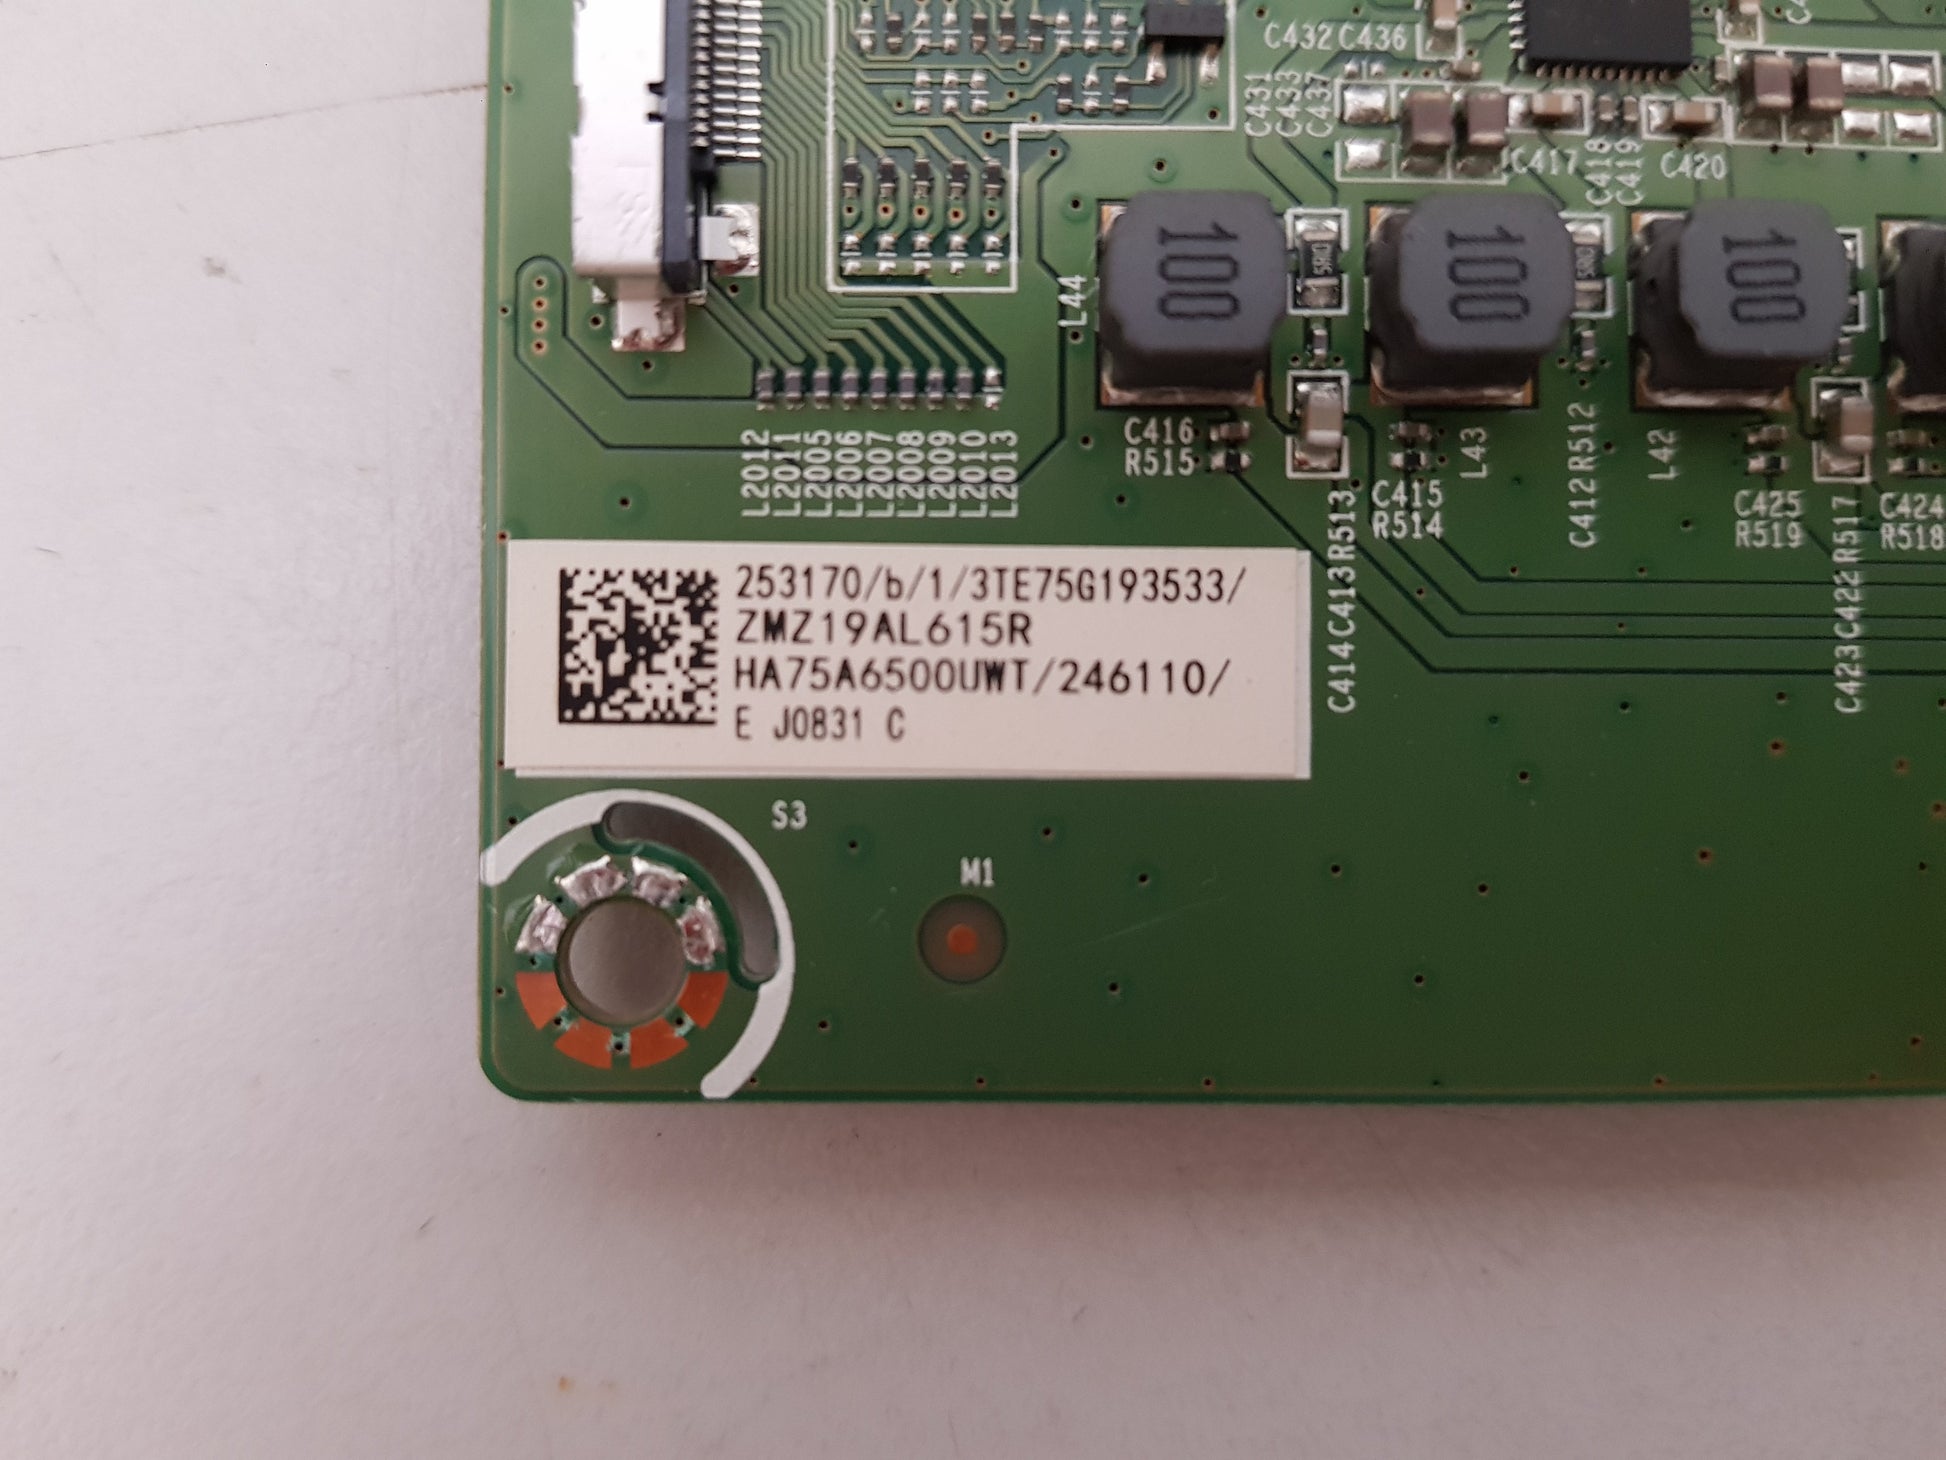 C432 C436
C431
C433
C437
C417
C418
C419
C420
100
100
100
5R0
5R0
L44
C416
R515
C415
R514
L43
C412 R512
L42
C425
R519
C424
R518
L2012
L2011
L2005
L2006
L2007
L2008
L2009
L2010
L2013
C414 C413 R513
C423 C422 R517
253170/b/1/3TE75G193533/
ZMZ19AL615R
HA75A6500UWT/246110/
E J0831 C
S3
M1